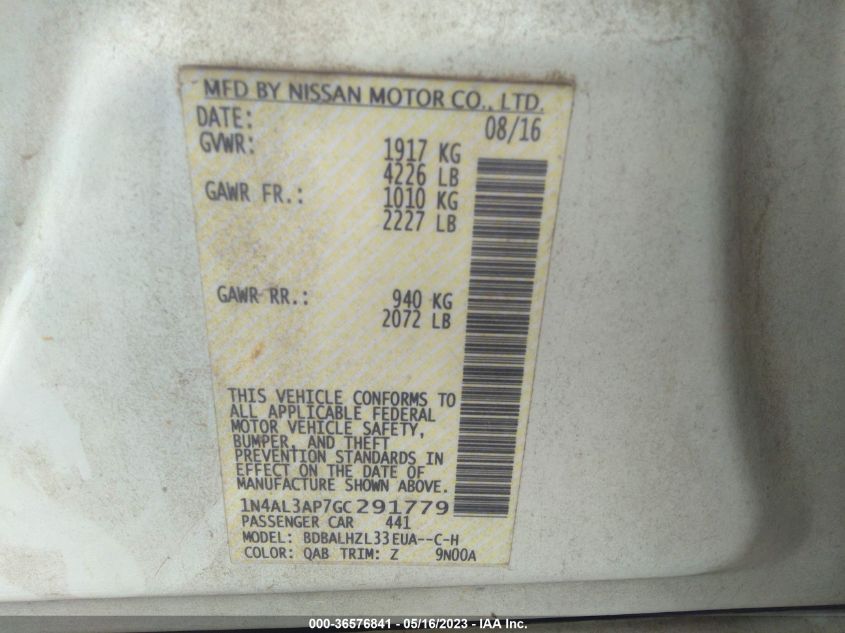 MFD BY NISSAN MOTOR CO., LTD.
DATE: 08/16
GVWR: 1917 KG
4226 LB
GAWR FR.: 1010 KG
2227 LB
GAWR RR.: 940 KG
2072 LB
THIS VEHICLE CONFORMS TO
ALL APPLICABLE FEDERAL
MOTOR VEHICLE SAFETY,
BUMPER, AND THEFT
PREVENTION STANDARDS IN
EFFECT ON THE DATE OF
MANUFACTURE SHOWN ABOVE.
1N4AL3AP7GC291779
PASSENGER CAR 441
MODEL: BDBALHZL33EUA--C-H
COLOR: QAB TRIM: Z 9N00A
000-36576841 - 05/16/2023 - IAA Inc.